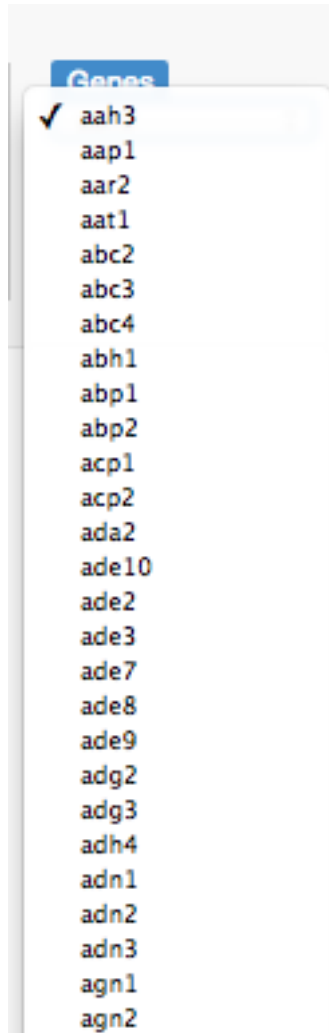 Genes
✓ aah3
aap1
aar2
aat1
abc2
abc3
abc4
abh1
abp1
abp2
acp1
acp2
ada2
ade10
ade2
ade3
ade7
ade8
ade9
adg2
adg3
adh4
adn1
adn2
adn3
agn1
agn2